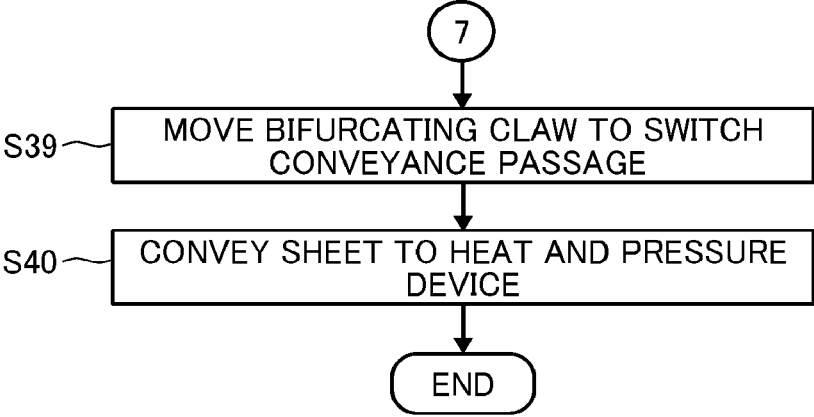 7
S39
MOVE BIFURCATING CLAW TO SWITCH
CONVEYANCE PASSAGE
S40
CONVEY SHEET TO HEAT AND PRESSURE
DEVICE
END